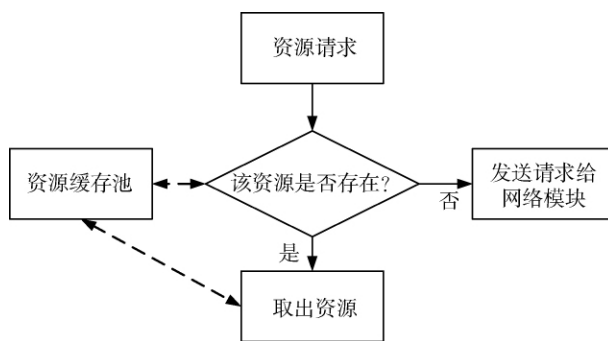 资源请求
资源缓存池
该资源是否存在?
否
发送请求给
网络模块
是
取出资源